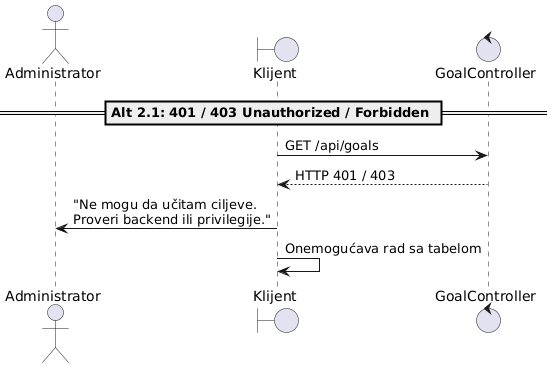 Administrator
Klijent
GoalController
Alt 2.1: 401 / 403 Unauthorized / Forbidden
GET /api/goals
HTTP 401 / 403
"Ne mogu da učitam ciljeve.
Proveri backend ili privilegije."
Onemogućava rad sa tabelom
Administrator
Klijent
GoalController